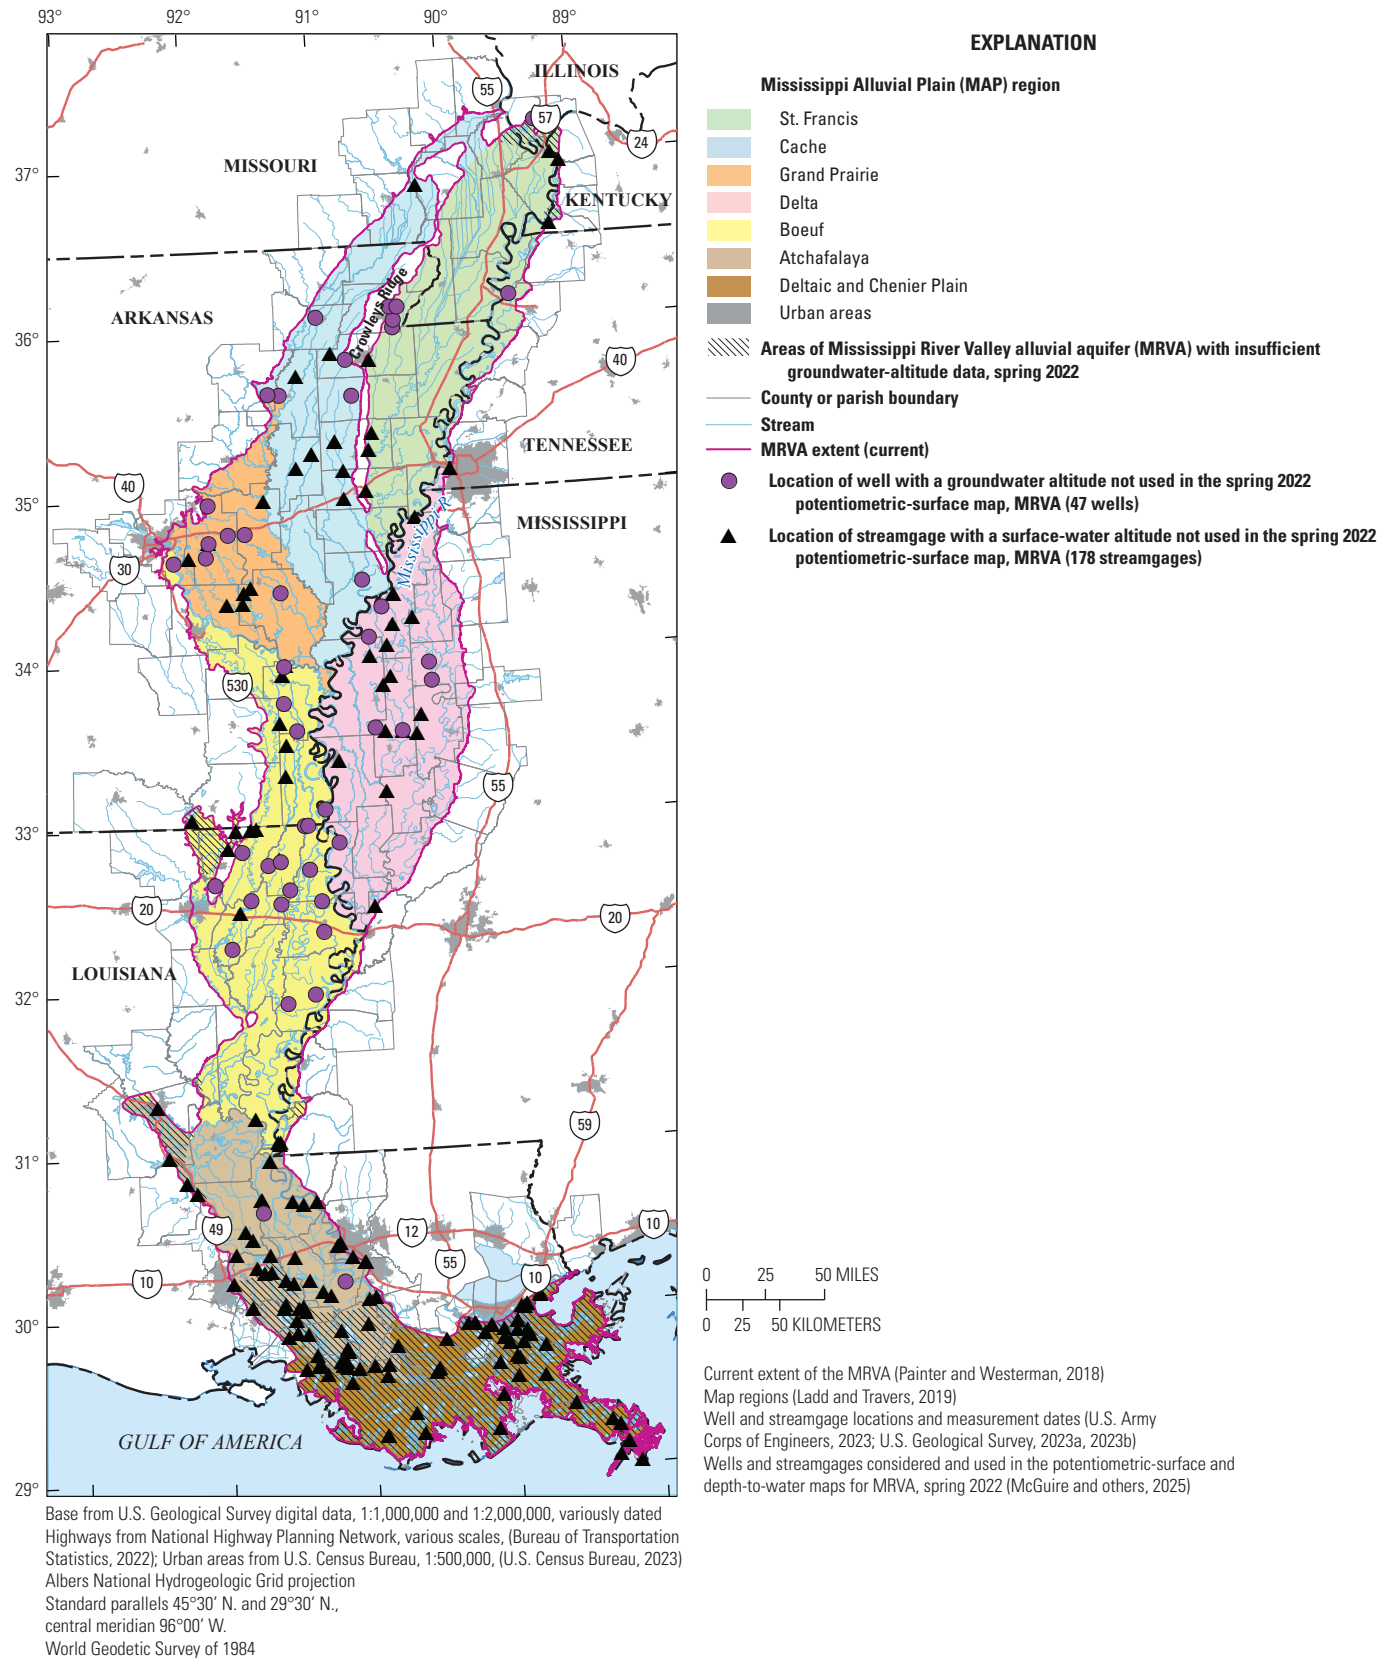 93°
92°
91°
90°
89°
ILLINOIS
55
57
24
MISSOURI
37°
KENTUCKY
Crowleys Ridge
ARKANSAS
36°
40
TENNESSEE
40
35°
MISSISSIPPI
Mississippi R.
30
34°
530
55
33°
20
20
LOUISIANA
32°
59
31°
49
12
10
55
10
10
30°
GULF OF AMERICA
29°
EXPLANATION
Mississippi Alluvial Plain (MAP) region
St. Francis
Cache
Grand Prairie
Delta
Boeuf
Atchafalaya
Deltaic and Chenier Plain
Urban areas
Areas of Mississippi River Valley alluvial aquifer (MRVA) with insufficient
groundwater-altitude data, spring 2022
County or parish boundary
Stream
MRVA extent (current)
Location of well with a groundwater altitude not used in the spring 2022
potentiometric-surface map, MRVA (47 wells)
Location of streamgage with a surface-water altitude not used in the spring 2022
potentiometric-surface map, MRVA (178 streamgages)
0 25 50 MILES
0 25 50 KILOMETERS
Current extent of the MRVA (Painter and Westerman, 2018)
Map regions (Ladd and Travers, 2019)
Well and streamgage locations and measurement dates (U.S. Army
Corps of Engineers, 2023; U.S. Geological Survey, 2023a, 2023b)
Wells and streamgages considered and used in the potentiometric-surface and
depth-to-water maps for MRVA, spring 2022 (McGuire and others, 2025)
Base from U.S. Geological Survey digital data, 1:1,000,000 and 1:2,000,000, variously dated
Highways from National Highway Planning Network, various scales, (Bureau of Transportation
Statistics, 2022); Urban areas from U.S. Census Bureau, 1:500,000, (U.S. Census Bureau, 2023)
Albers National Hydrogeologic Grid projection
Standard parallels 45°30′ N. and 29°30′ N.,
central meridian 96°00′ W.
World Geodetic Survey of 1984